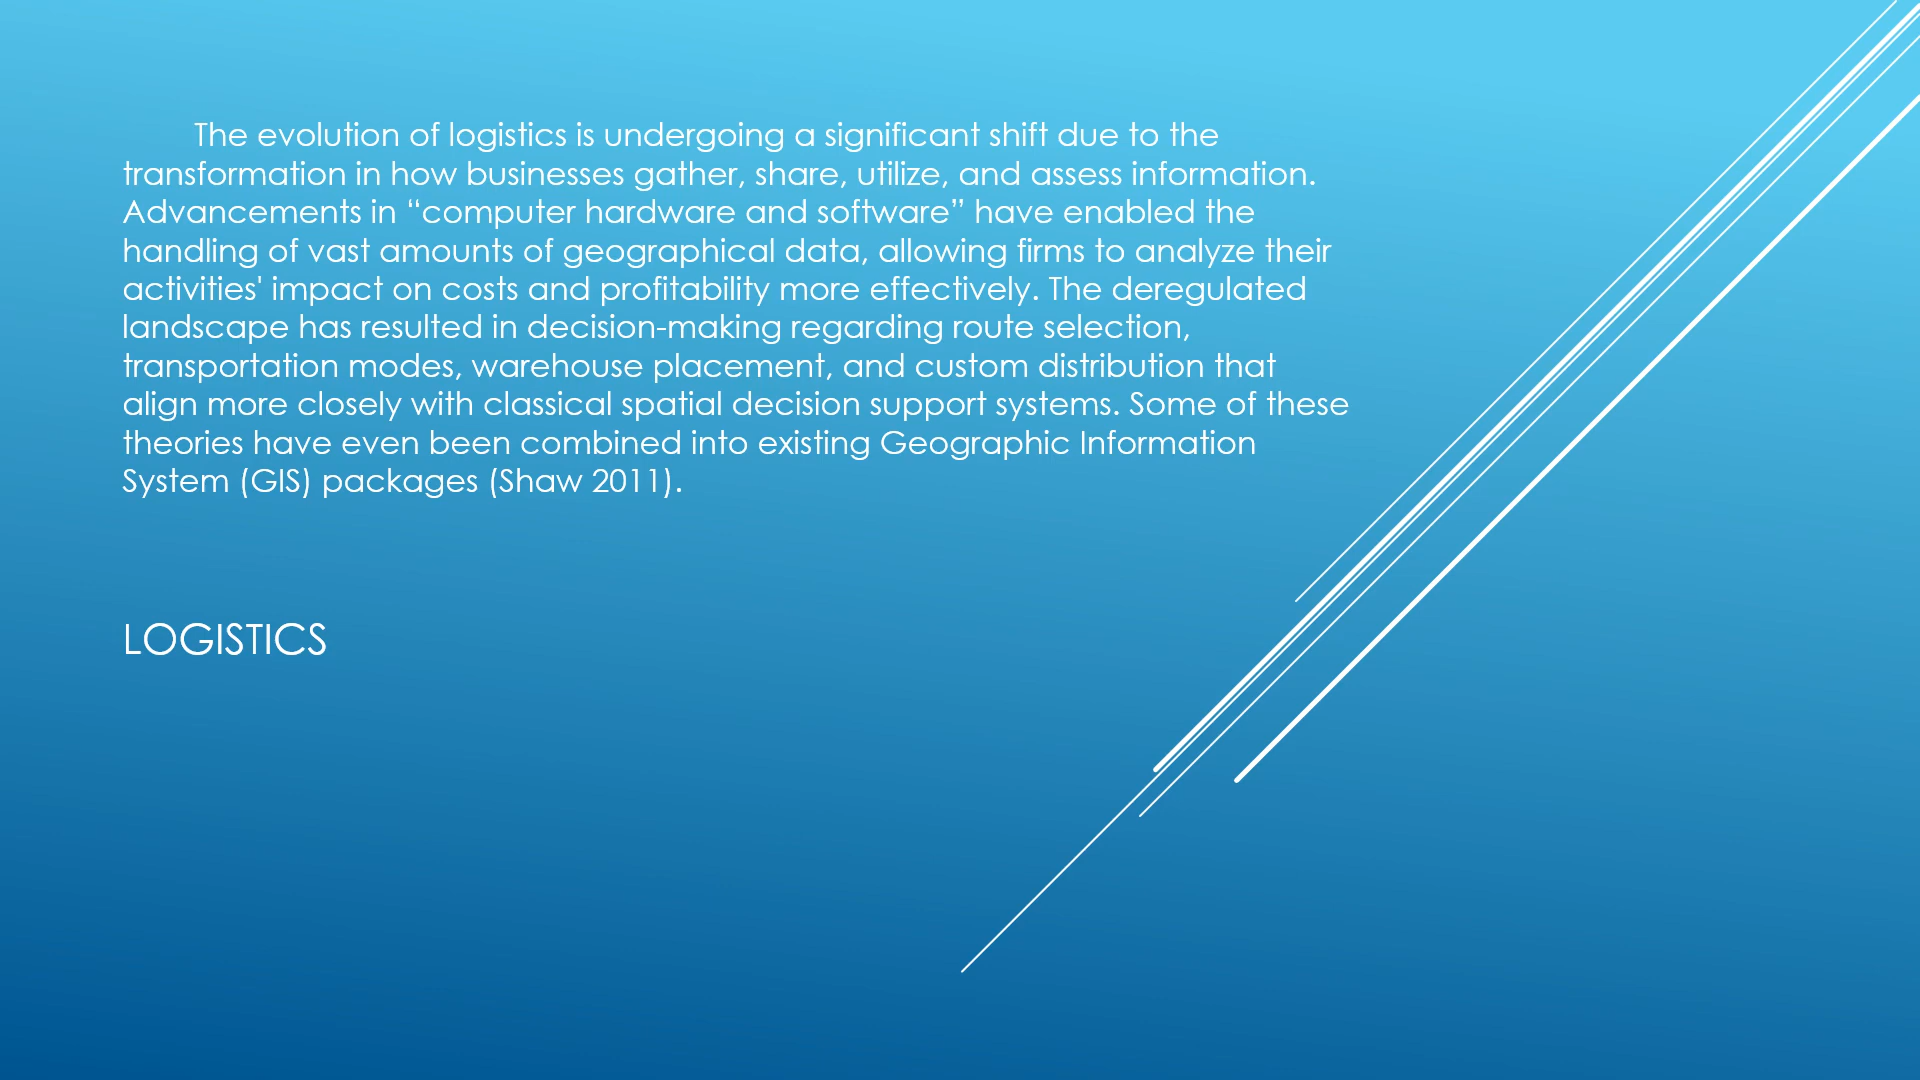 The evolution of logistics is undergoing a significant shift due to the
transformation in how businesses gather, share, utilize, and assess information.
Advancements in “computer hardware and software” have enabled the
handling of vast amounts of geographical data, allowing firms to analyze their
activities' impact on costs and profitability more effectively. The deregulated
landscape has resulted in decision-making regarding route selection,
transportation modes, warehouse placement, and custom distribution that
align more closely with classical spatial decision support systems. Some of these
theories have even been combined into existing Geographic Information
System (GIS) packages (Shaw 2011).
LOGISTICS